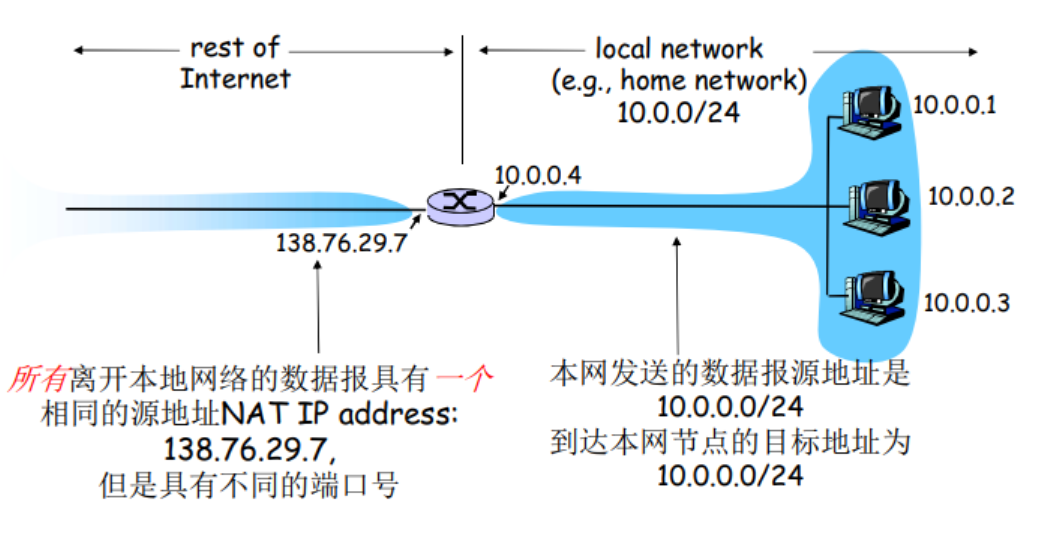 rest of
Internet
local network
(e.g., home network)
10.0.0/24
10.0.0.1
10.0.0.4
10.0.0.2
138.76.29.7
10.0.0.3
所有离开本地网络的数据报具有一个
相同的源地址NAT IP address:
138.76.29.7,
但是具有不同的端口号
本网发送的数据报源地址是
10.0.0.0/24
到达本网节点的目标地址为
10.0.0.0/24